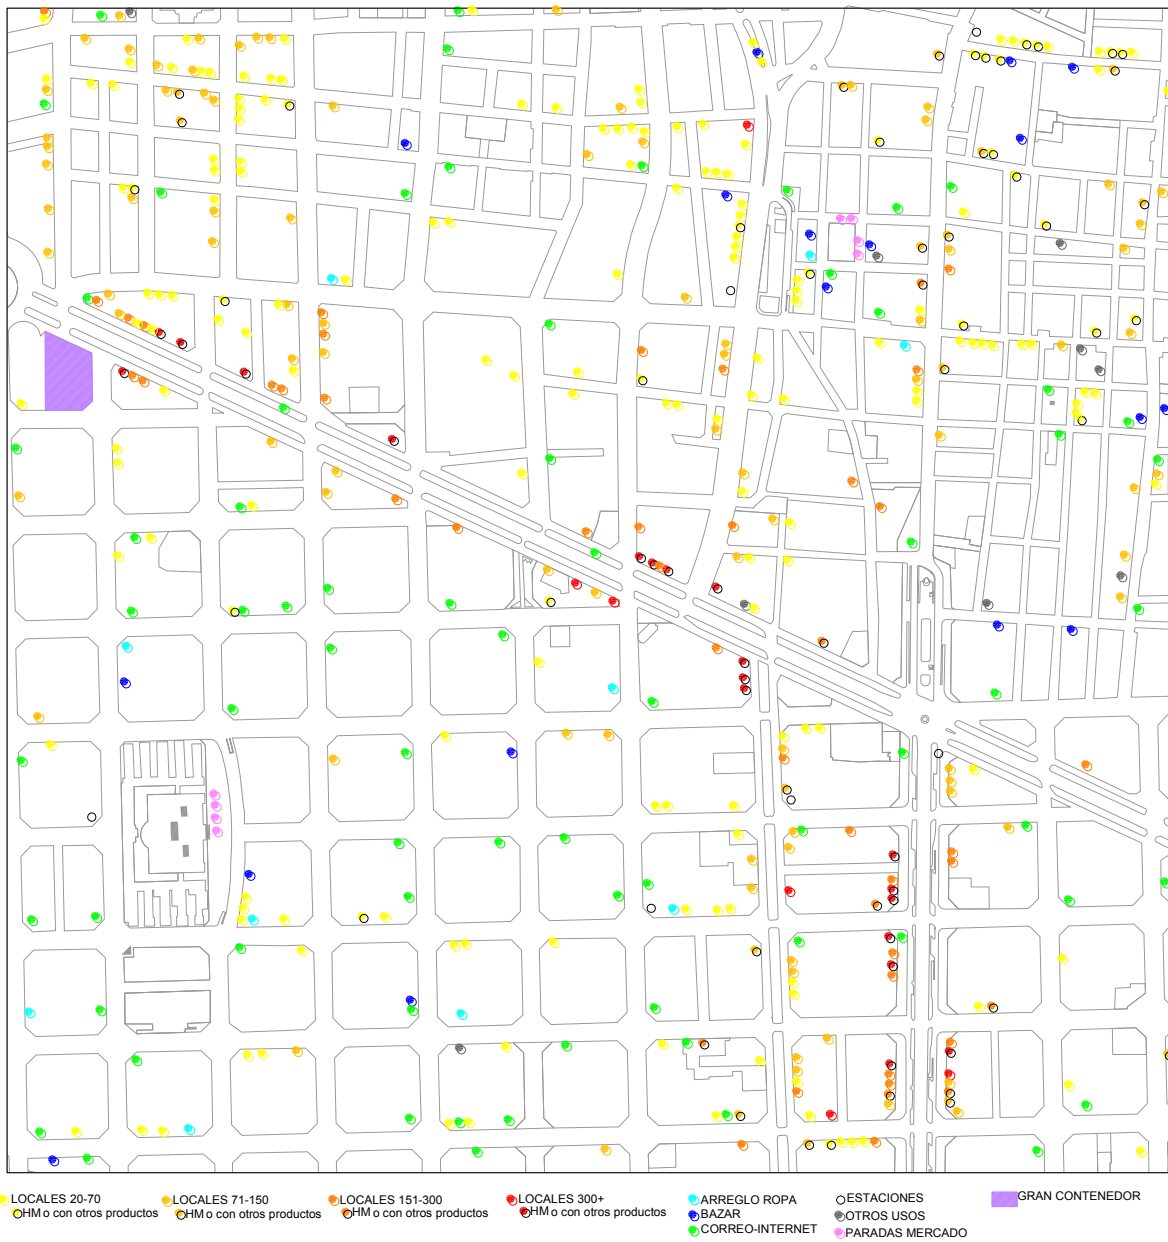 LOCALES 20-70
HM o con otros productos
LOCALES 71-150
HM o con otros productos
LOCALES 151-300
HM o con otros productos
LOCALES 300+
HM o con otros productos
ARREGLO ROPA
BAZAR
CORREO-INTERNET
ESTACIONES
OTROS USOS
PARADAS MERCADO
GRAN CONTENEDOR